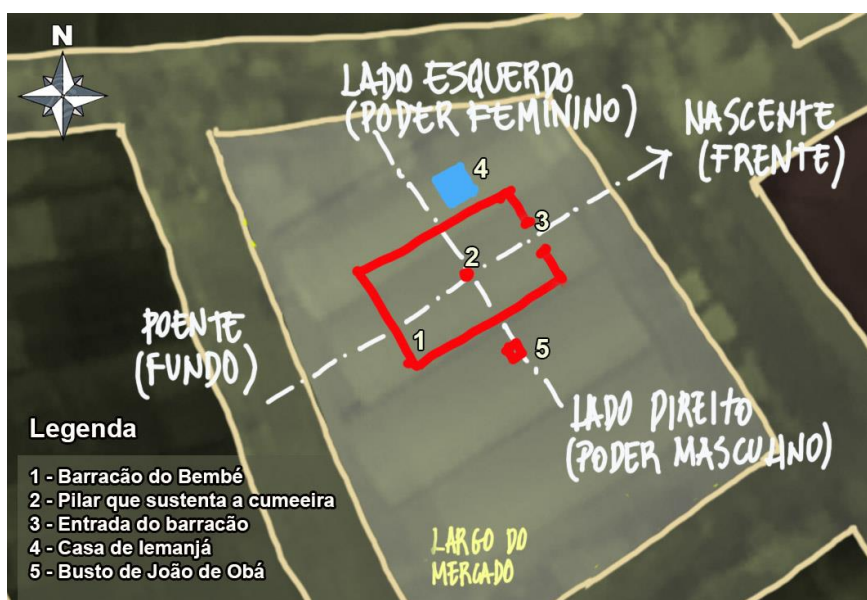 N
LADO ESQUERDO
(PODER FEMININO)
NASCENTE
(FRENTE)
4
3
2
1
5
POENTE
(FUNDO)
LADO DIREITO
(PODER MASCULINO)
Legenda
1 - Barracão do Bembé
2 - Pilar que sustenta a cumeeira
3 - Entrada do barracão
4 - Casa de Iemanjá
5 - Busto de João de Obá
LARGO DO
MERCADO